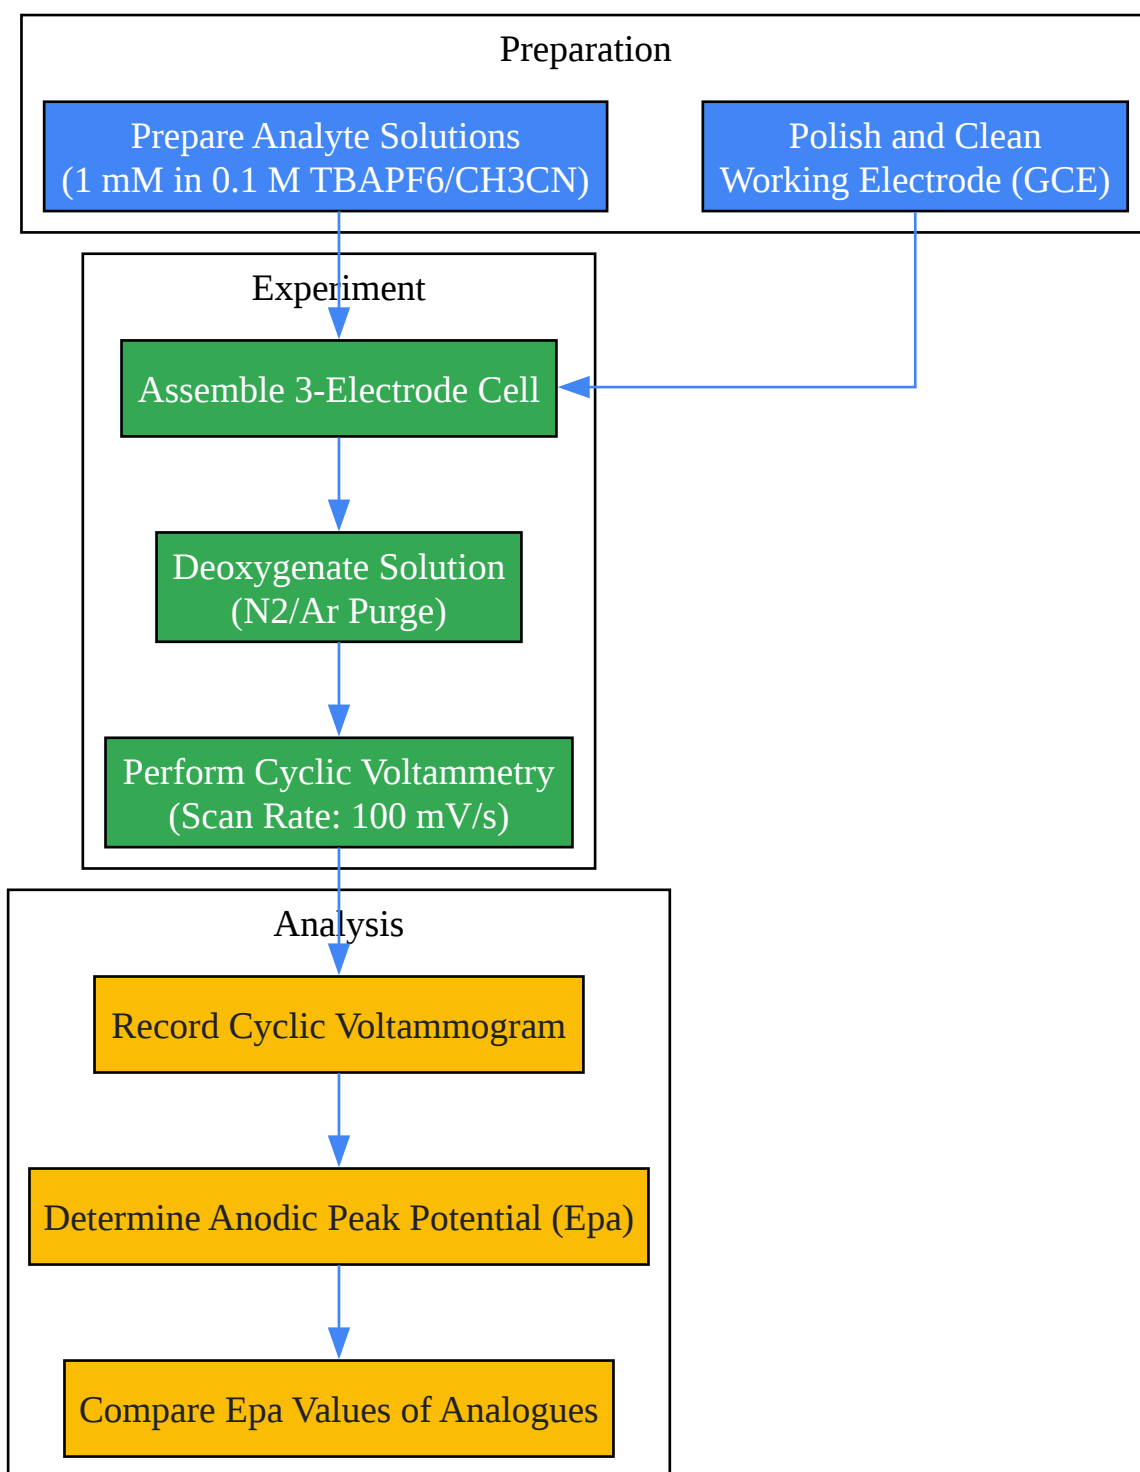 Preparation
Prepare Analyte Solutions
(1 mM in 0.1 M TBAPF6/CH3CN)
Polish and Clean
Working Electrode (GCE)
Experiment
Assemble 3-Electrode Cell
Deoxygenate Solution
(N2/Ar Purge)
Perform Cyclic Voltammetry
(Scan Rate: 100 mV/s)
Analysis
Record Cyclic Voltammogram
Determine Anodic Peak Potential (Epa)
Compare Epa Values of Analogues